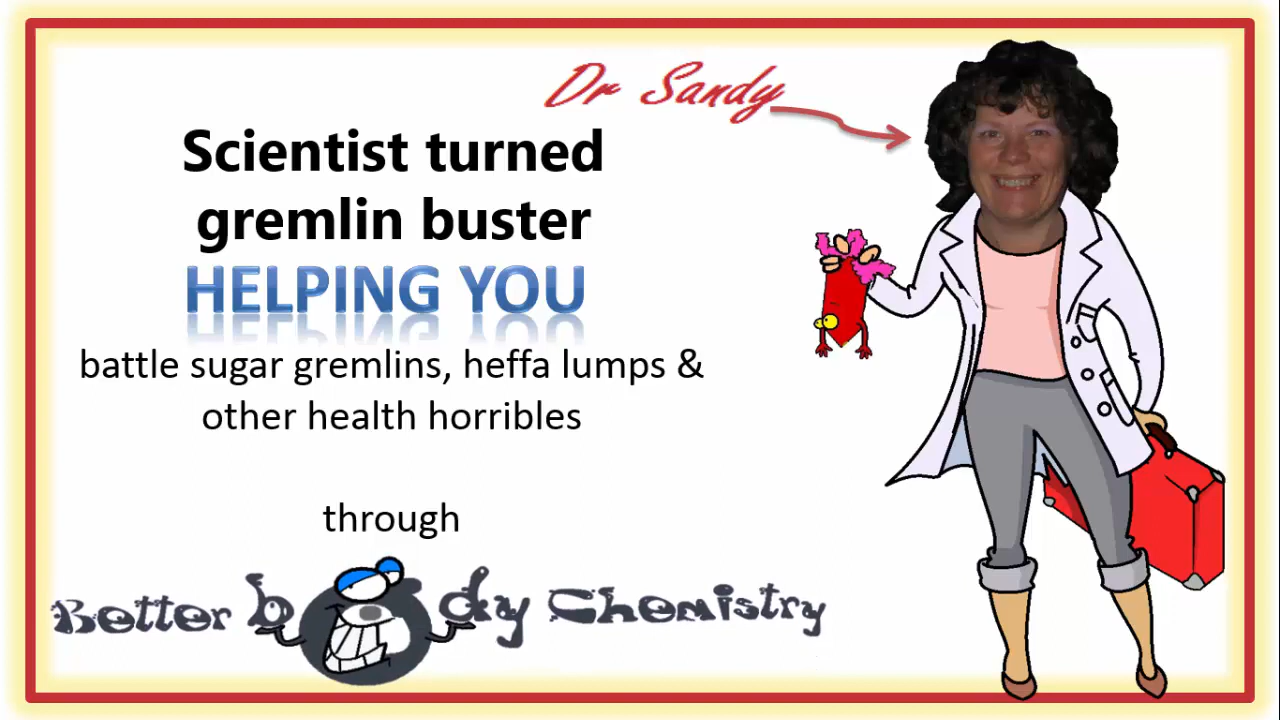 Dr Sandy
Scientist turned
gremlin buster
HELPING YOU
battle sugar gremlins, heffa lumps &
other health horribles
through
Better body Chemistry